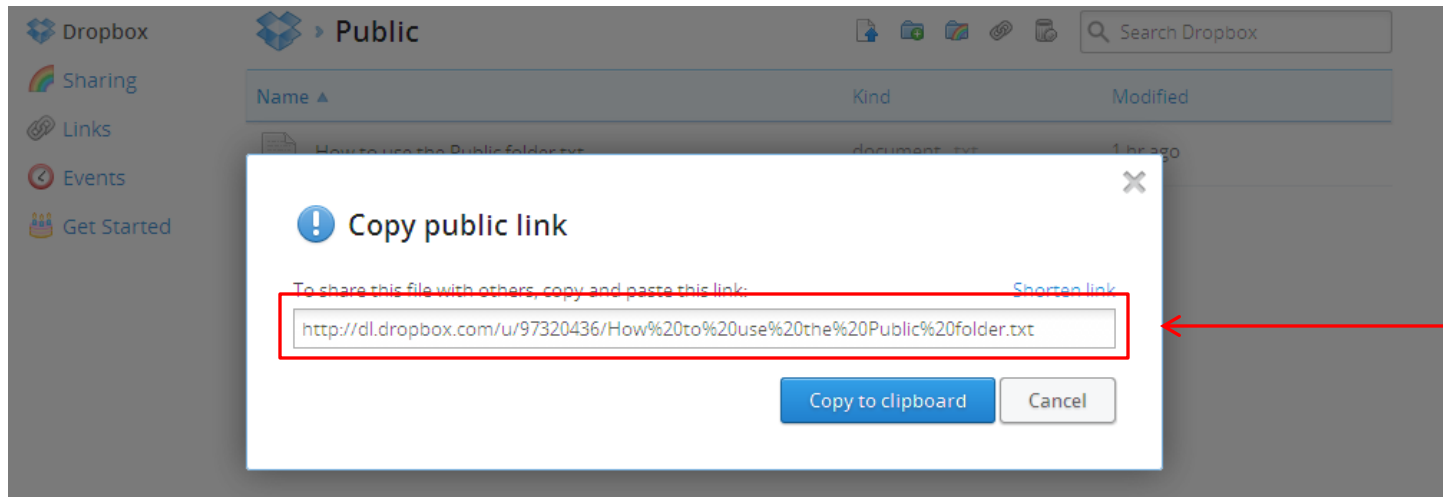 Dropbox
Public
Search Dropbox
Sharing
Links
Events
Get Started
Name Kind Modified
How to use the Public folder.txt document .txt 1 hr ago
Copy public link
To share this file with others, copy and paste this link: Shorten link
http://dl.dropbox.com/u/97320436/How%20to%20use%20the%20Public%20folder.txt
Copy to clipboard Cancel